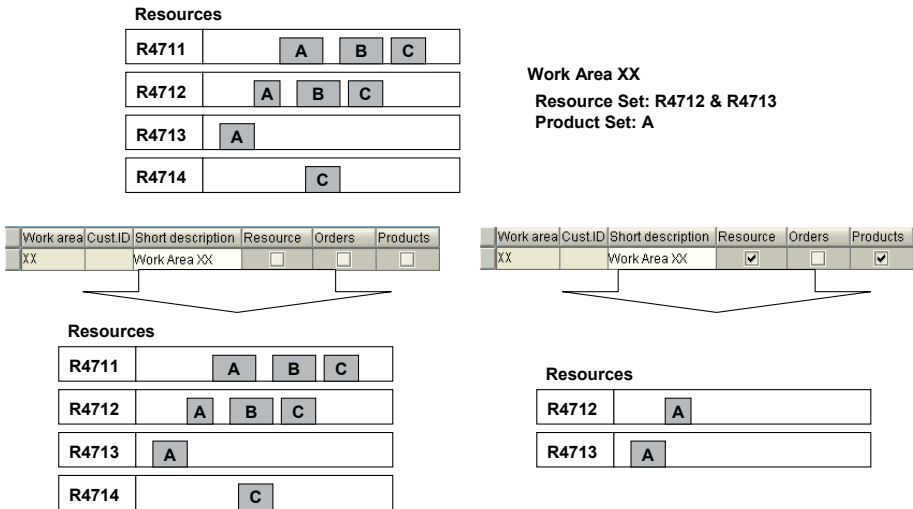 Resources
R4711 A B C
R4712 A B C
R4713 A
R4714 C
Work Area XX
Resource Set: R4712 & R4713
Product Set: A
Work area Cust.ID Short description Resource Orders Products
XX Work Area XX
Work area Cust.ID Short description Resource Orders Products
XX Work Area XX
Resources
R4711 A B C
R4712 A B C
R4713 A
R4714 C
Resources
R4712 A
R4713 A